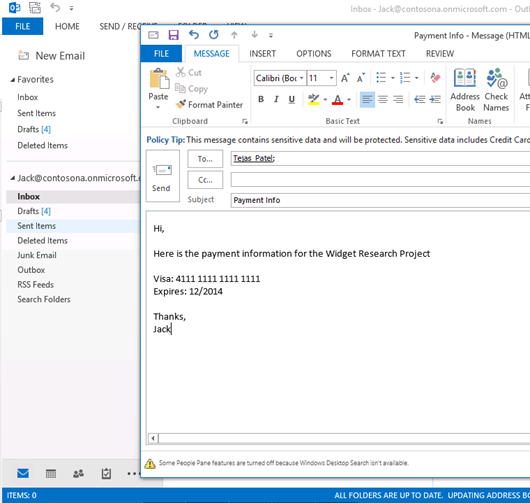 Inbox - Jack@contosona.onmicrosoft.com - Outl
FILE HOME SEND / RECEIVE FOLDER VIEW
New Email
Favorites
Inbox
Sent Items
Drafts [4]
Deleted Items
Jack@contosona.onmicrosoft.c
Inbox
Drafts [4]
Sent Items
Deleted Items
Junk Email
Outbox
RSS Feeds
Search Folders
Payment Info - Message (HTML
FILE MESSAGE INSERT OPTIONS FORMAT TEXT REVIEW
Paste
Cut
Copy
Format Painter
Clipboard
Calibri (Boc 11
B I U
Basic Text
Address Book
Check Names
Names
Policy Tip: This message contains sensitive data and will be protected. Sensitive data includes Credit Card
Send
To... Tejas Patel;
Cc...
Subject Payment Info
Hi,
Here is the payment information for the Widget Research Project
Visa: 4111 1111 1111 1111
Expires: 12/2014
Thanks,
Jack
Some People Pane features are turned off because Windows Desktop Search isn't available.
ITEMS: 0 ALL FOLDERS ARE UP TO DATE. UPDATING ADDRESS BO